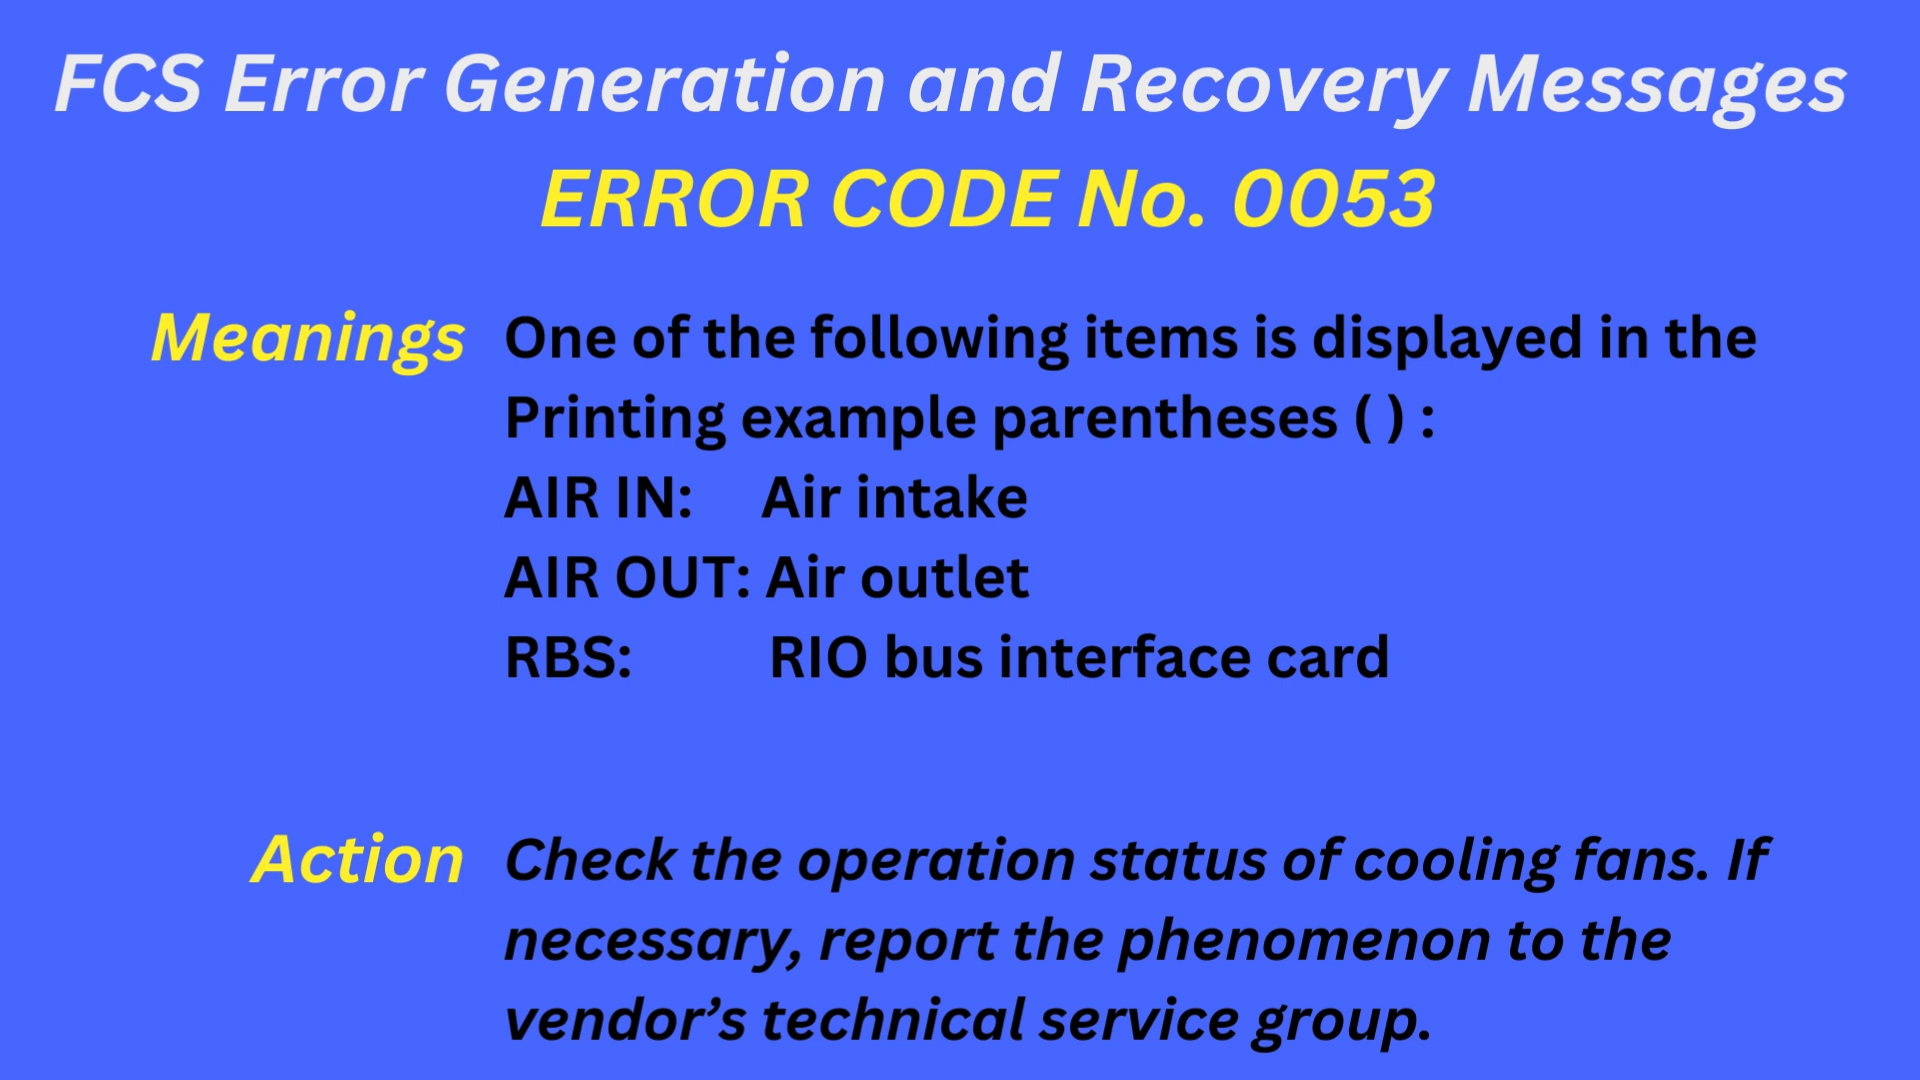 FCS Error Generation and Recovery Messages
ERROR CODE No. 0053
Meanings One of the following items is displayed in the
Printing example parentheses ( ) :
AIR IN: Air intake
AIR OUT: Air outlet
RBS: RIO bus interface card
Action Check the operation status of cooling fans. If
necessary, report the phenomenon to the
vendor’s technical service group.